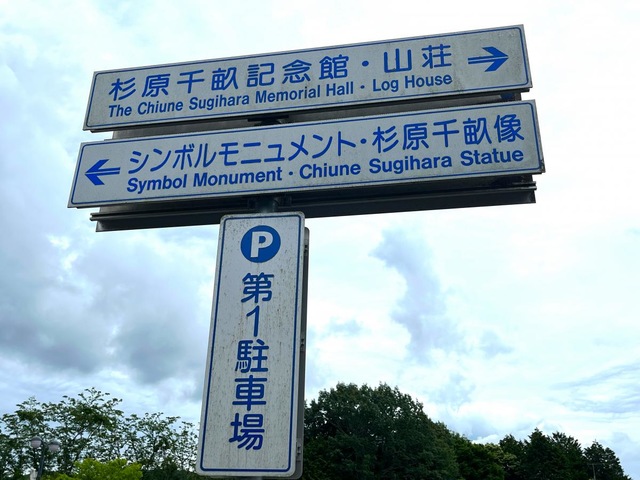 杉原千畝記念館・山荘 →
The Chiune Sugihara Memorial Hall・Log House
← シンボルモニュメント・杉原千畝像
Symbol Monument・Chiune Sugihara Statue
P
第1駐車場